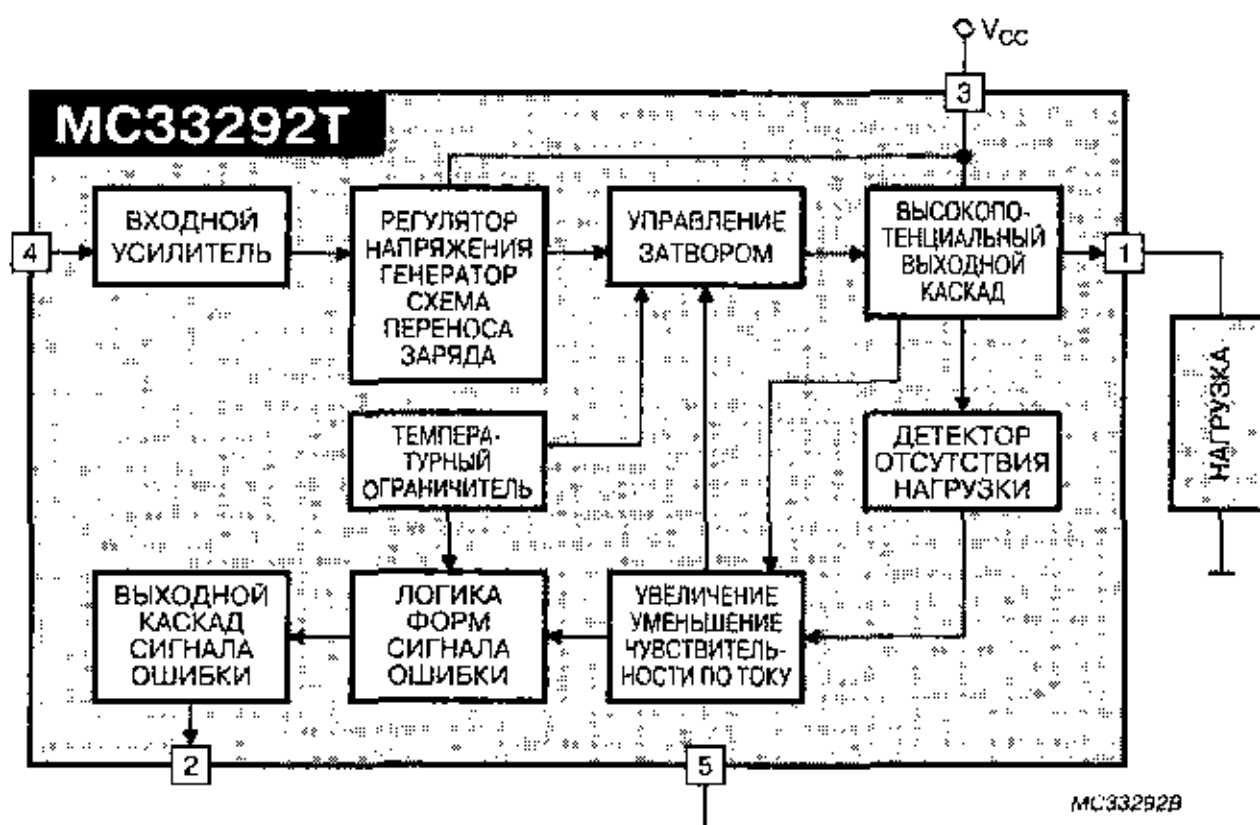 VCC
3
MC33292T
4
ВХОДНОЙ
УСИЛИТЕЛЬ
РЕГУЛЯТОР
НАПРЯЖЕНИЯ
ГЕНЕРАТОР
СХЕМА
ПЕРЕНОСА
ЗАРЯДА
УПРАВЛЕНИЕ
ЗАТВОРОМ
ВЫСОКОПО-
ТЕНЦИАЛЬНЫЙ
ВЫХОДНОЙ
КАСКАД
1
НАГРУЗКА
ТЕМПЕРА-
ТУРНЫЙ
ОГРАНИЧИТЕЛЬ
ДЕТЕКТОР
ОТСУТСТВИЯ
НАГРУЗКИ
ВЫХОДНОЙ
КАСКАД
СИГНАЛА
ОШИБКИ
ЛОГИКА
ФОРМ
СИГНАЛА
ОШИБКИ
УВЕЛИЧЕНИЕ
УМЕНЬШЕНИЕ
ЧУВСТВИТЕЛЬ-
НОСТИ ПО ТОКУ
2
5
MC33292B